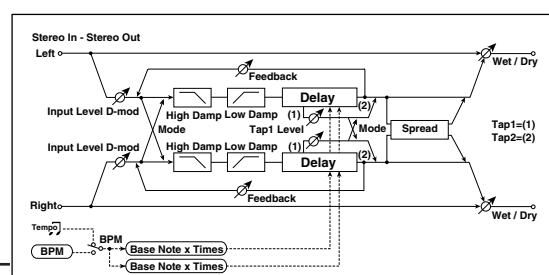 Stereo In - Stereo Out
Left
Wet / Dry
Feedback
Input Level D-mod
High Damp Low Damp
Delay
(1)
(2)
Tap1 Level
Mode
Mode
Spread
Tap1=(1)
Tap2=(2)
Input Level D-mod
High Damp Low Damp
(1)
Delay
(2)
Feedback
Right
Wet / Dry
Tempo
BPM
BPM
Base Note x Times
Base Note x Times